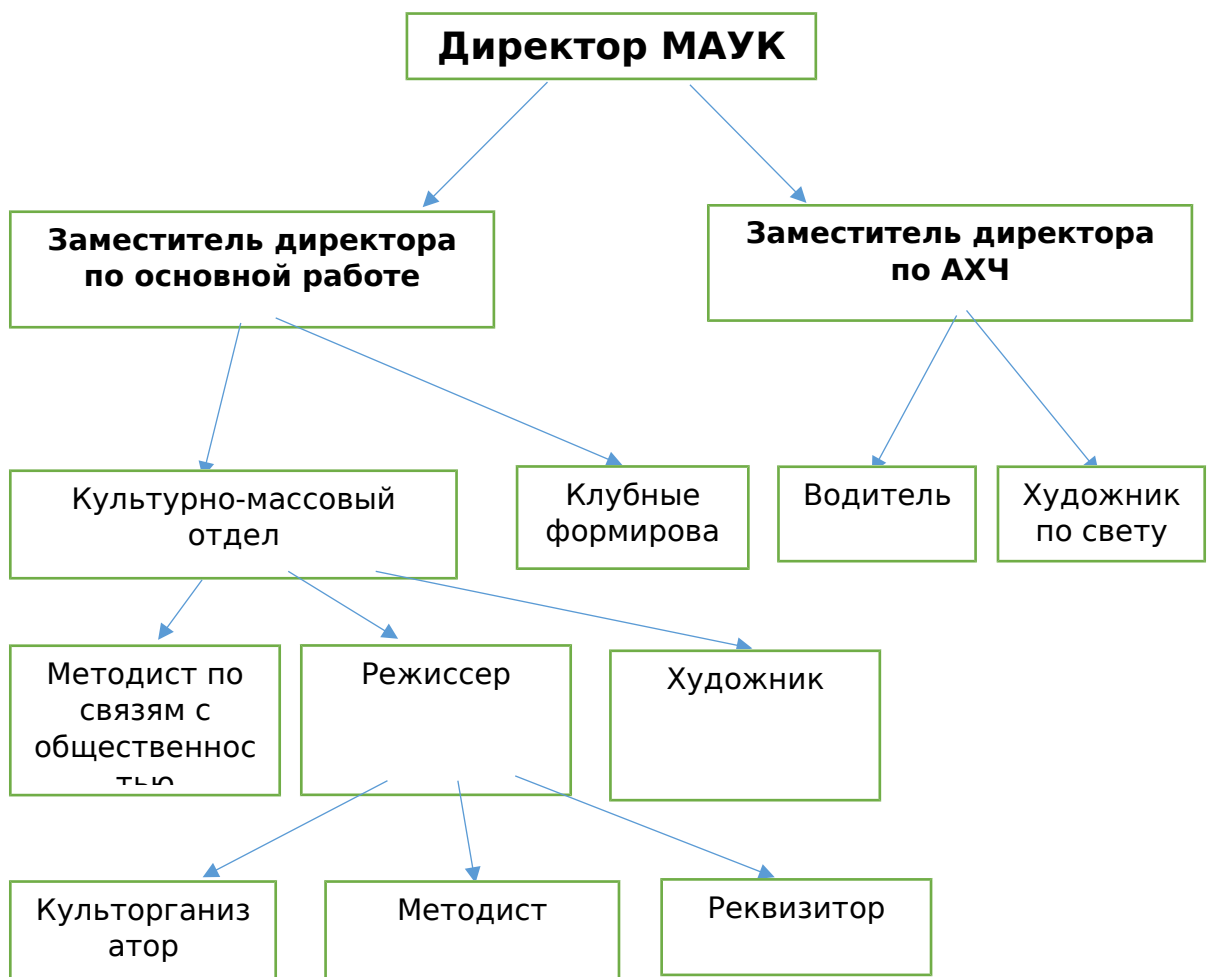 Директор МАУК
Заместитель директора
по основной работе
Заместитель директора
по АХЧ
Культурно-массовый
отдел
Клубные
формирова
Водитель
Художник
по свету
Методист по
связям с
общественнос
тью
Режиссер
Художник
Культорганиз
атор
Методист
Реквизитор